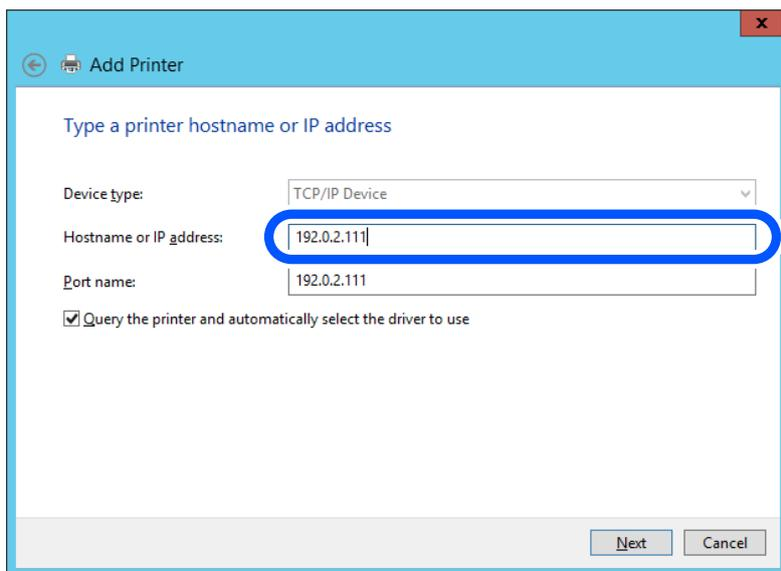 x
Add Printer
Type a printer hostname or IP address
Device type: TCP/IP Device
Hostname or IP address: 192.0.2.111
Port name: 192.0.2.111
Query the printer and automatically select the driver to use
Next Cancel